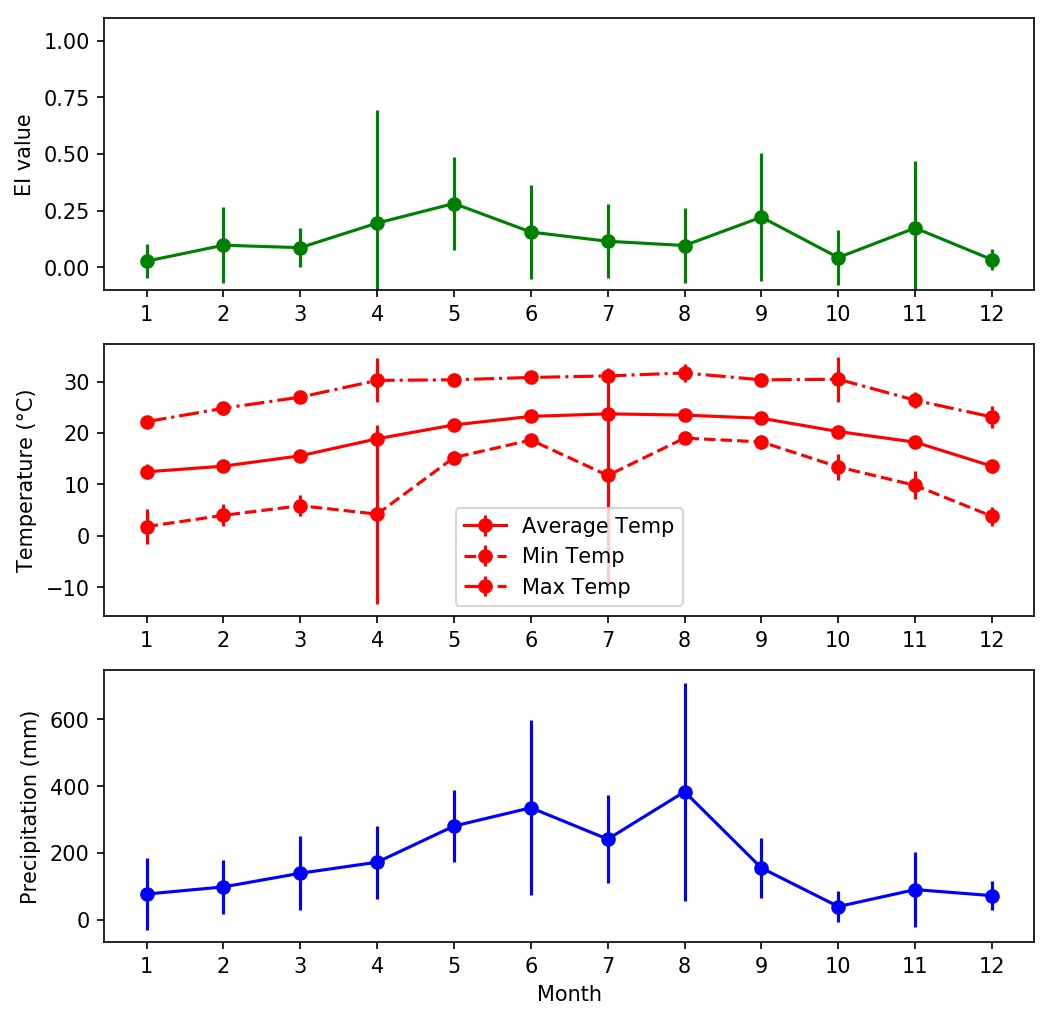 1.00
0.75
0.50
0.25
0.00
EI value
1 2 3 4 5 6 7 8 9 10 11 12
30
20
10
0
−10
Temperature (°C)
Average Temp
Min Temp
Max Temp
1 2 3 4 5 6 7 8 9 10 11 12
600
400
200
0
Precipitation (mm)
1 2 3 4 5 6 7 8 9 10 11 12
Month